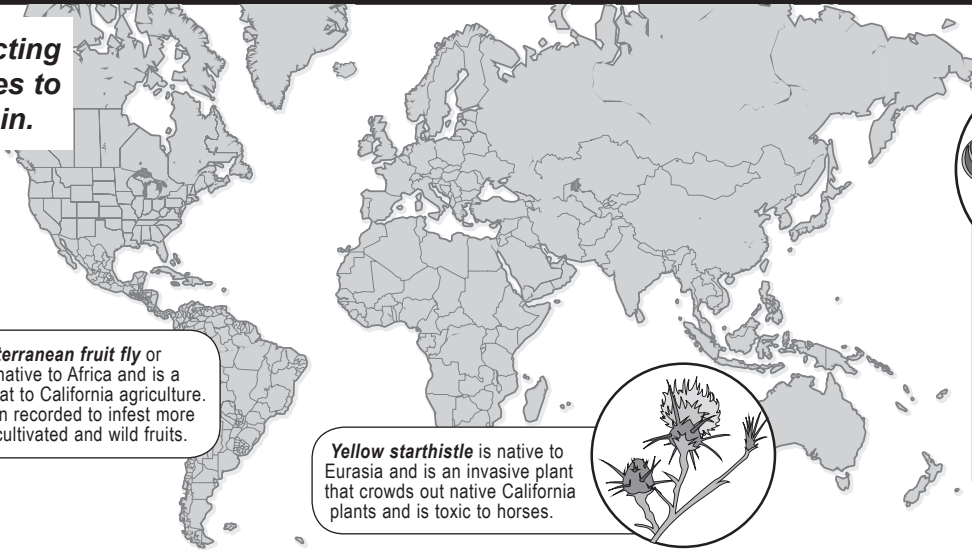 cting
es to
in.
terranean fruit fly or
native to Africa and is a
at to California agriculture.
n recorded to infest more
cultivated and wild fruits.
Yellow starthistle is native to
Eurasia and is an invasive plant
that crowds out native California
plants and is toxic to horses.